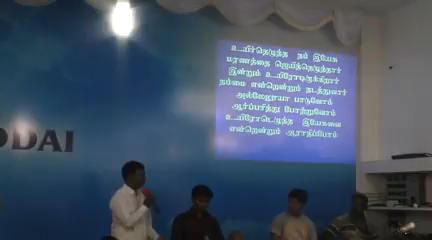 உயிர்தெழுந்த நம் இயேசு
மரணத்தை ஜெயித்தெழுந்தார்
இன்றும் உயிரோடிருக்கிறார்
நம்மை என்றென்றும் நடத்துவார்
அல்லேலூயா பாடுவோம்
ஆர்ப்பரித்து போற்றுவோம்
உயிரோடெழுந்த இயேசுவை
என்றென்றும் ஆராதிப்போம்
ODAI